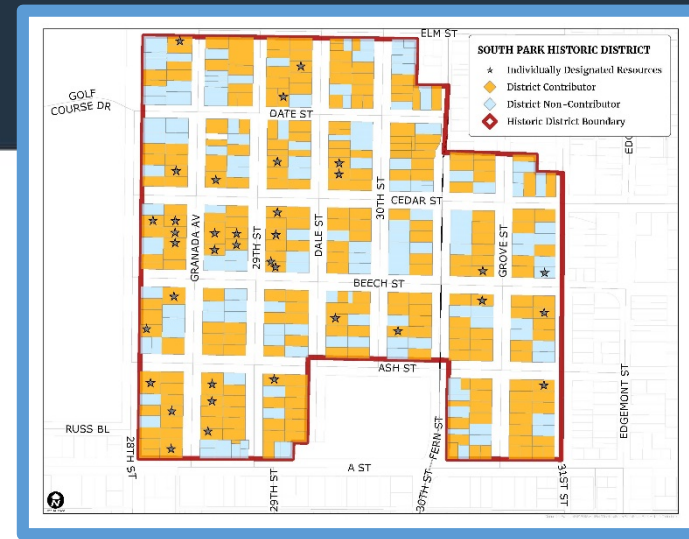 ELM ST
SOUTH PARK HISTORIC DISTRICT
Individually Designated Resources
District Contributor
District Non-Contributor
Historic District Boundary
GOLF
COURSE DR
DATE ST
30TH ST
CEDAR ST
GRANADA AV
29TH ST
DALE ST
GROVE ST
BEECH ST
ASH ST
EDGEMONT ST
RUSS BL
28TH ST
FERN ST
A ST
29TH ST
30TH ST
31ST ST
N